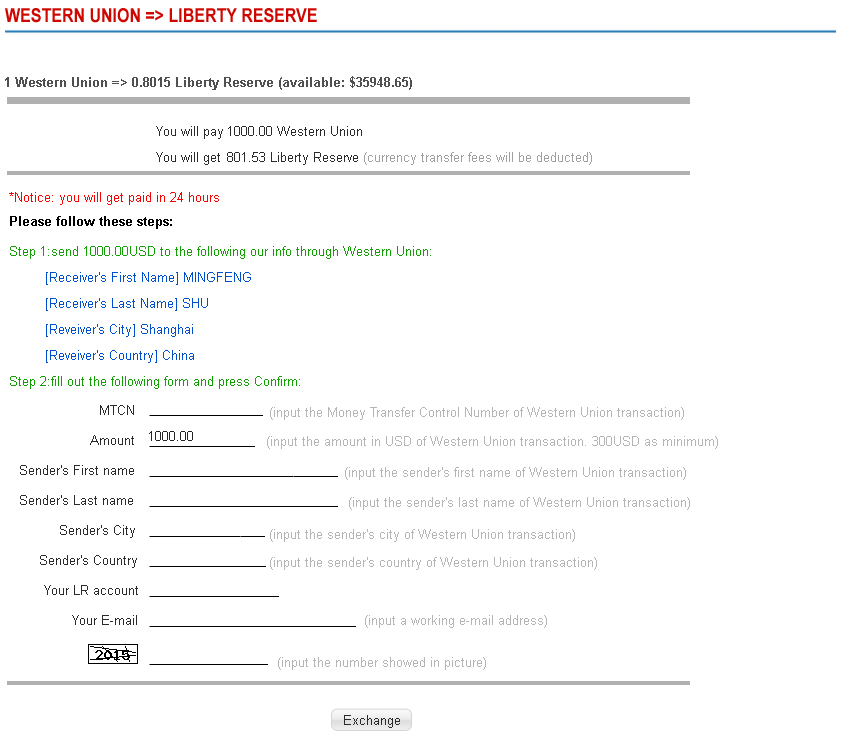 WESTERN UNION => LIBERTY RESERVE
1 Western Union => 0.8015 Liberty Reserve (available: $35948.65)
You will pay 1000.00 Western Union
You will get 801.53 Liberty Reserve (currency transfer fees will be deducted)
*Notice: you will get paid in 24 hours
Please follow these steps:
Step 1:send 1000.00USD to the following our info through Western Union:
[Receiver's First Name] MINGFENG
[Receiver's Last Name] SHU
[Reveiver's City] Shanghai
[Reveiver's Country] China
Step 2:fill out the following form and press Confirm:
MTCN (input the Money Transfer Control Number of Western Union transaction)
Amount 1000.00 (input the amount in USD of Western Union transaction. 300USD as minimum)
Sender's First name (input the sender's first name of Western Union transaction)
Sender's Last name (input the sender's last name of Western Union transaction)
Sender's City (input the sender's city of Western Union transaction)
Sender's Country (input the sender's country of Western Union transaction)
Your LR account
Your E-mail (input a working e-mail address)
2015 (input the number showed in picture)
Exchange